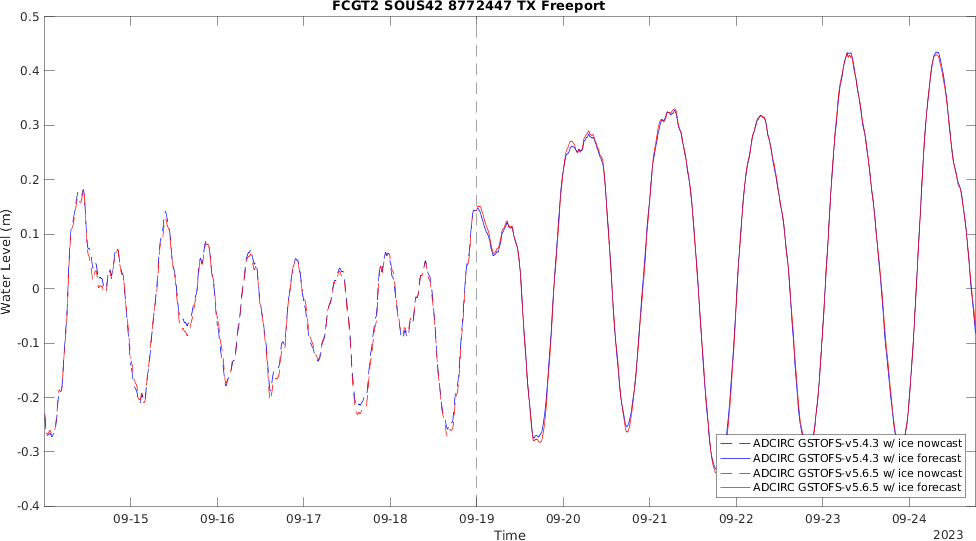 FCGT2 SOUS42 8772447 TX Freeport
0.5
0.4
0.3
0.2
0.1
0
-0.1
-0.2
-0.3
-0.4
Water Level (m)
09-15 09-16 09-17 09-18 09-19 09-20 09-21 09-22 09-23 09-24
Time
2023
ADCIRC GSTOFS-v5.4.3 w/ ice nowcast
ADCIRC GSTOFS-v5.4.3 w/ ice forecast
ADCIRC GSTOFS-v5.6.5 w/ ice nowcast
ADCIRC GSTOFS-v5.6.5 w/ ice forecast